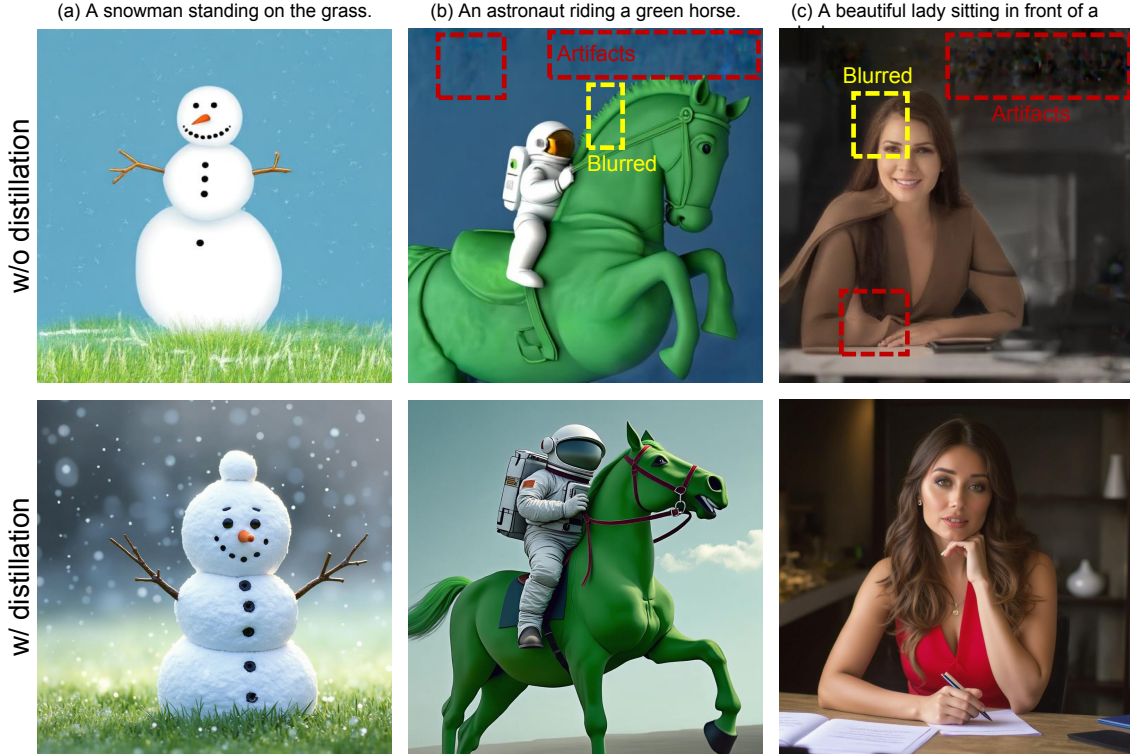 (a) A snowman standing on the grass.
(b) An astronaut riding a green horse.
(c) A beautiful lady sitting in front of a
w/o distillation
Artifacts
Blurred
Blurred
Artifacts
w/ distillation